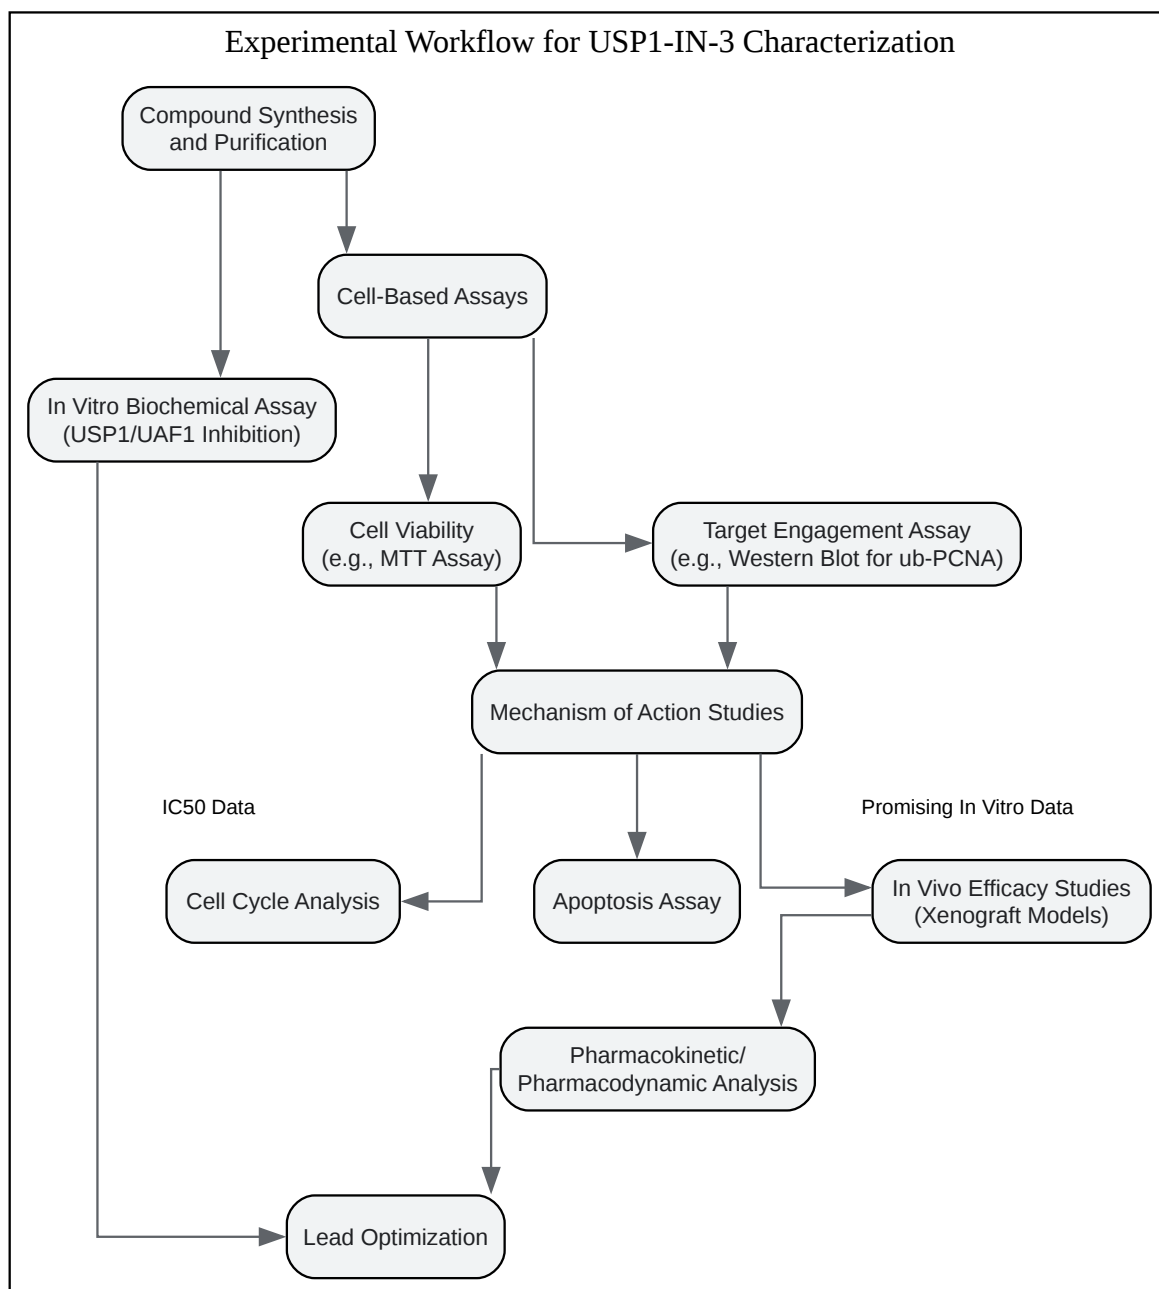 Experimental Workflow for USP1-IN-3 Characterization
Compound Synthesis
and Purification
Cell-Based Assays
In Vitro Biochemical Assay
(USP1/UAF1 Inhibition)
Cell Viability
(e.g., MTT Assay)
Target Engagement Assay
(e.g., Western Blot for ub-PCNA)
Mechanism of Action Studies
IC50 Data
Promising In Vitro Data
Cell Cycle Analysis
Apoptosis Assay
In Vivo Efficacy Studies
(Xenograft Models)
Pharmacokinetic/
Pharmacodynamic Analysis
Lead Optimization